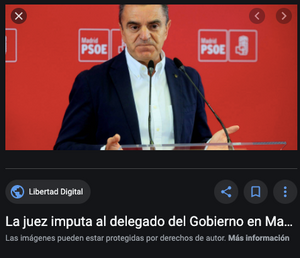 Madrid
PSOE
Madrid
PSOE
Libertad Digital
La juez imputa al delegado del Gobierno en Ma...
Las imágenes pueden estar protegidas por derechos de autor. Más información